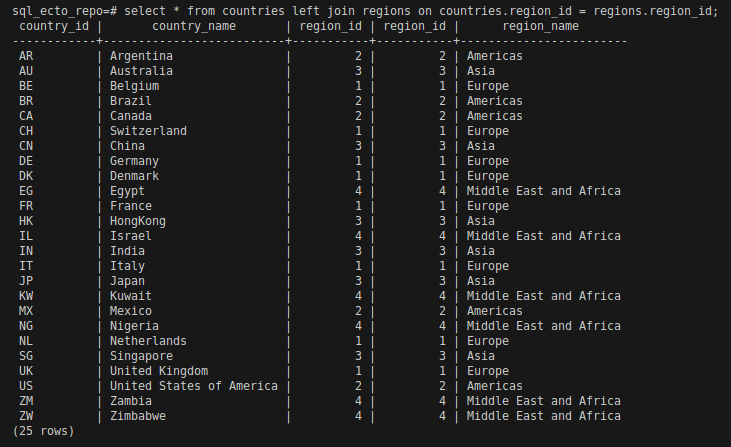 sql_ecto_repo=# select * from countries left join regions on countries.region_id = regions.region_id;
 country_id |       country_name       | region_id | region_id |      region_name
------------+--------------------------+-----------+-----------+------------------------
 AR         | Argentina                |         2 |         2 | Americas
 AU         | Australia                |         3 |         3 | Asia
 BE         | Belgium                  |         1 |         1 | Europe
 BR         | Brazil                   |         2 |         2 | Americas
 CA         | Canada                   |         2 |         2 | Americas
 CH         | Switzerland              |         1 |         1 | Europe
 CN         | China                    |         3 |         3 | Asia
 DE         | Germany                  |         1 |         1 | Europe
 DK         | Denmark                  |         1 |         1 | Europe
 EG         | Egypt                    |         4 |         4 | Middle East and Africa
 FR         | France                   |         1 |         1 | Europe
 HK         | HongKong                 |         3 |         3 | Asia
 IL         | Israel                   |         4 |         4 | Middle East and Africa
 IN         | India                    |         3 |         3 | Asia
 IT         | Italy                    |         1 |         1 | Europe
 JP         | Japan                    |         3 |         3 | Asia
 KW         | Kuwait                   |         4 |         4 | Middle East and Africa
 MX         | Mexico                   |         2 |         2 | Americas
 NG         | Nigeria                  |         4 |         4 | Middle East and Africa
 NL         | Netherlands              |         1 |         1 | Europe
 SG         | Singapore                |         3 |         3 | Asia
 UK         | United Kingdom           |         1 |         1 | Europe
 US         | United States of America |         2 |         2 | Americas
 ZM         | Zambia                   |         4 |         4 | Middle East and Africa
 ZW         | Zimbabwe                 |         4 |         4 | Middle East and Africa
(25 rows)